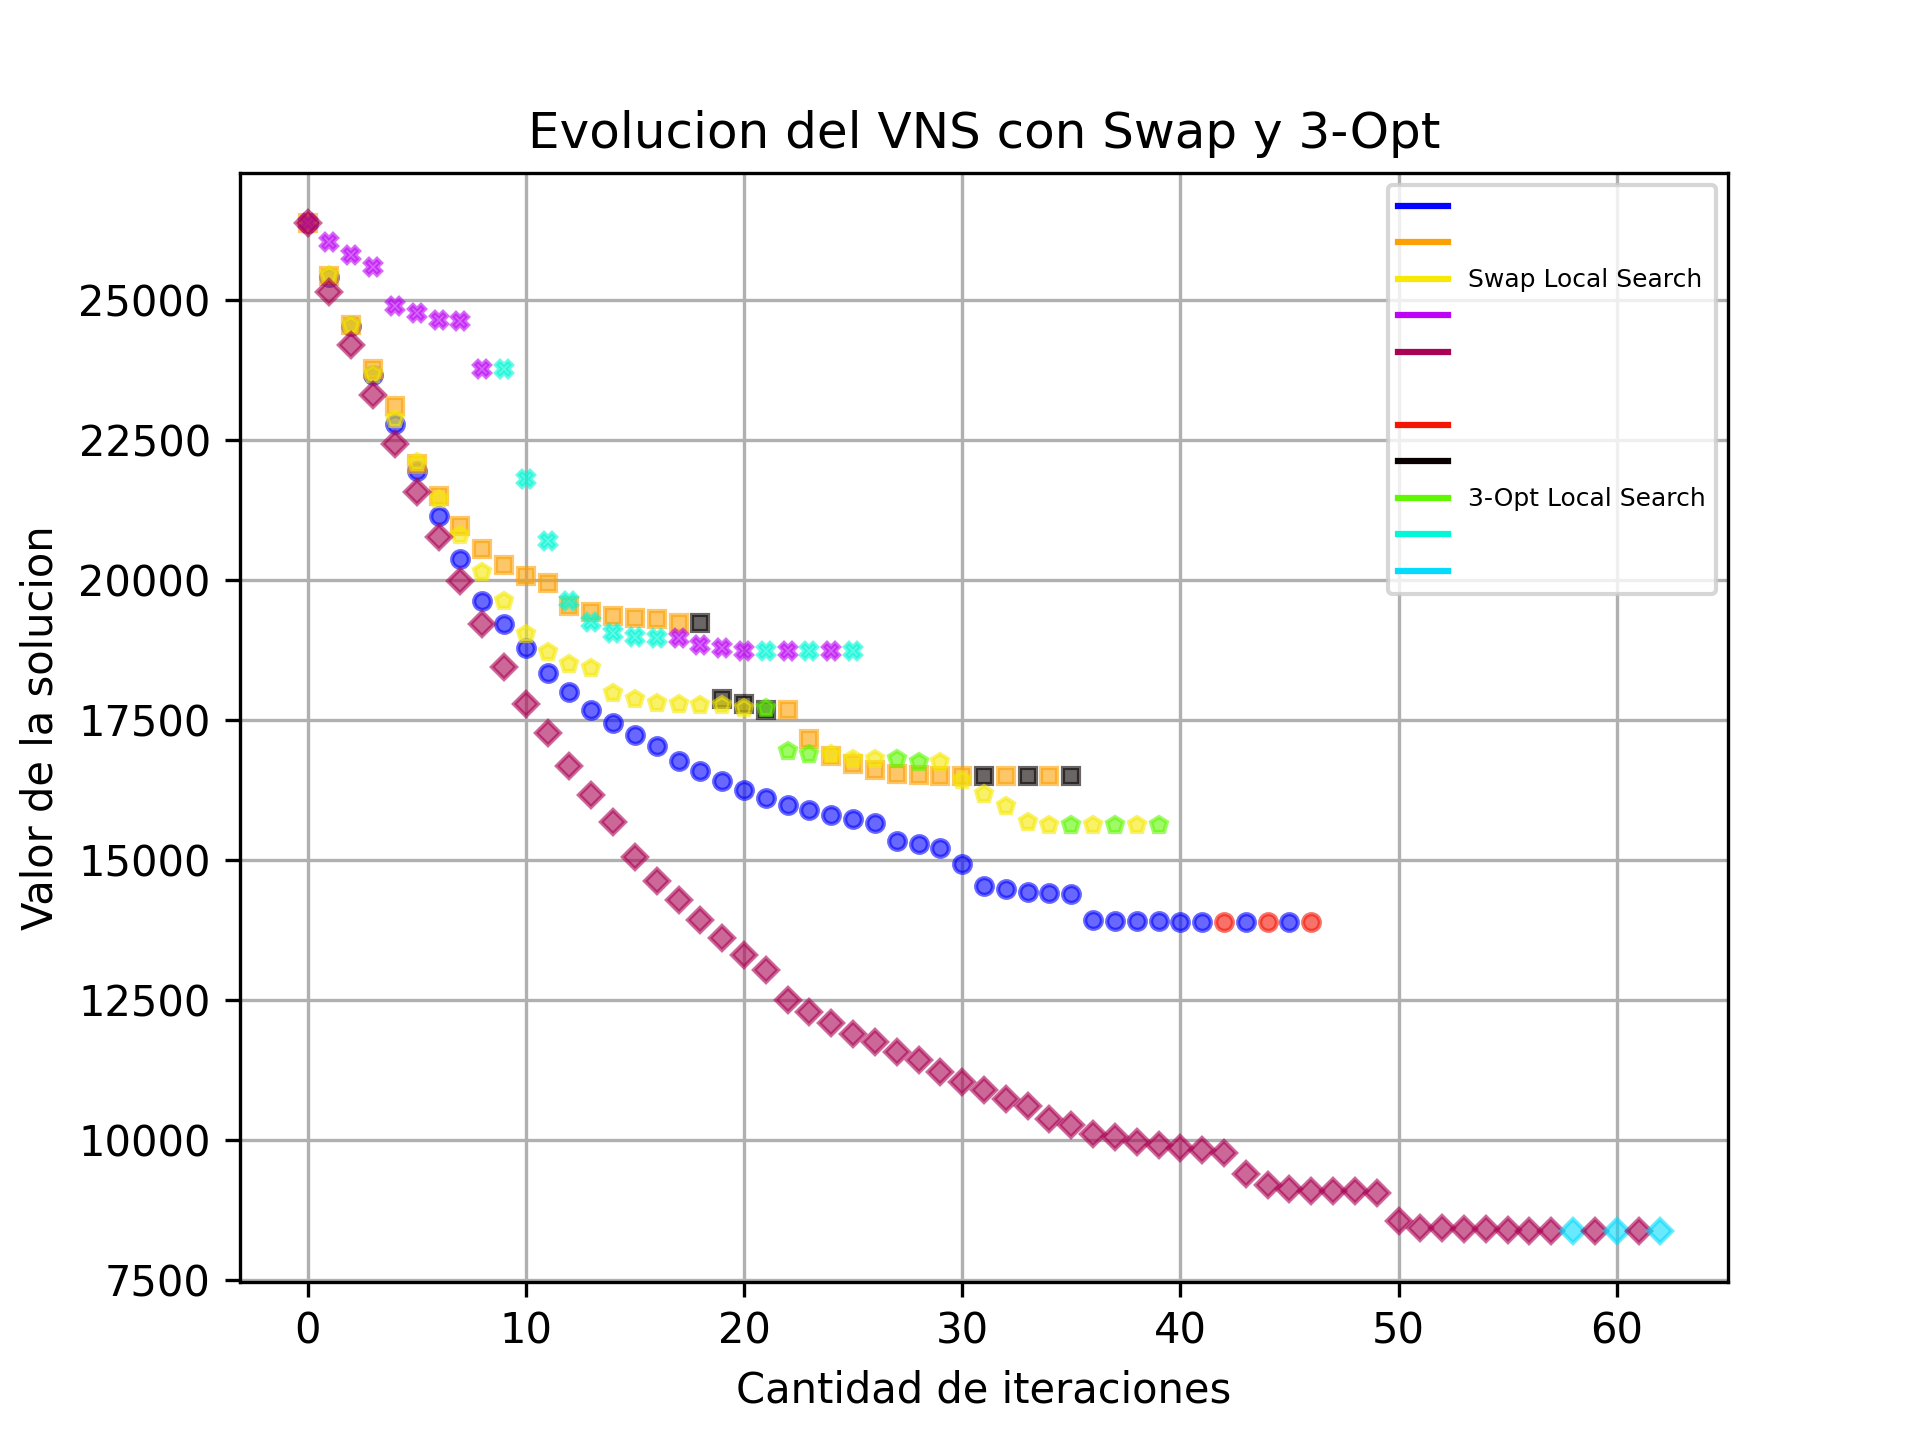 Evolucion del VNS con Swap y 3-Opt
Swap Local Search
3-Opt Local Search
Valor de la solucion
25000
22500
20000
17500
15000
12500
10000
7500
0 10 20 30 40 50 60
Cantidad de iteraciones